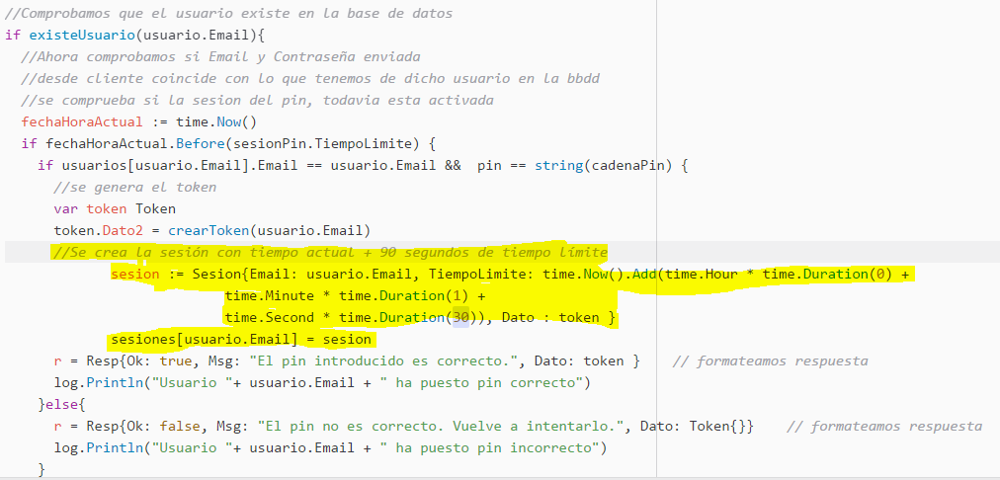 //Comprobamos que el usuario existe en la base de datos
if existeUsuario(usuario.Email){
//Ahora comprobamos si Email y Contraseña enviada
//desde cliente coincide con lo que tenemos de dicho usuario en la bbdd
//se comprueba si la sesion del pin, todavia esta activada
fechaHoraActual := time.Now()
if fechaHoraActual.Before(sesionPin.TiempoLimite) {
if usuarios[usuario.Email].Email == usuario.Email &&  pin == string(cadenaPin) {
//se genera el token
var token Token
token.Dato2 = crearToken(usuario.Email)
//Se crea la sesión con tiempo actual + 90 segundos de tiempo límite
sesion := Sesion{Email: usuario.Email, TiempoLimite: time.Now().Add(time.Hour * time.Duration(0) +
time.Minute * time.Duration(1) +
time.Second * time.Duration(30)), Dato : token }
sesiones[usuario.Email] = sesion
r = Resp{Ok: true, Msg: "El pin introducido es correcto.", Dato: token }    // formateamos respuesta
log.Println("Usuario "+ usuario.Email + " ha puesto pin correcto")
}else{
r = Resp{Ok: false, Msg: "El pin no es correcto. Vuelve a intentarlo.", Dato: Token{}}    // formateamos respuesta
log.Println("Usuario "+ usuario.Email + " ha puesto pin incorrecto")
}